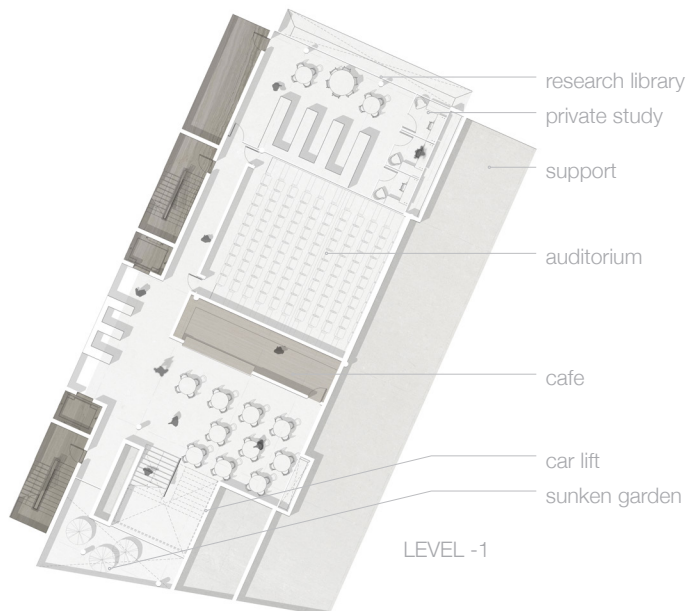 research library
private study
support
auditorium
cafe
car lift
sunken garden
LEVEL -1